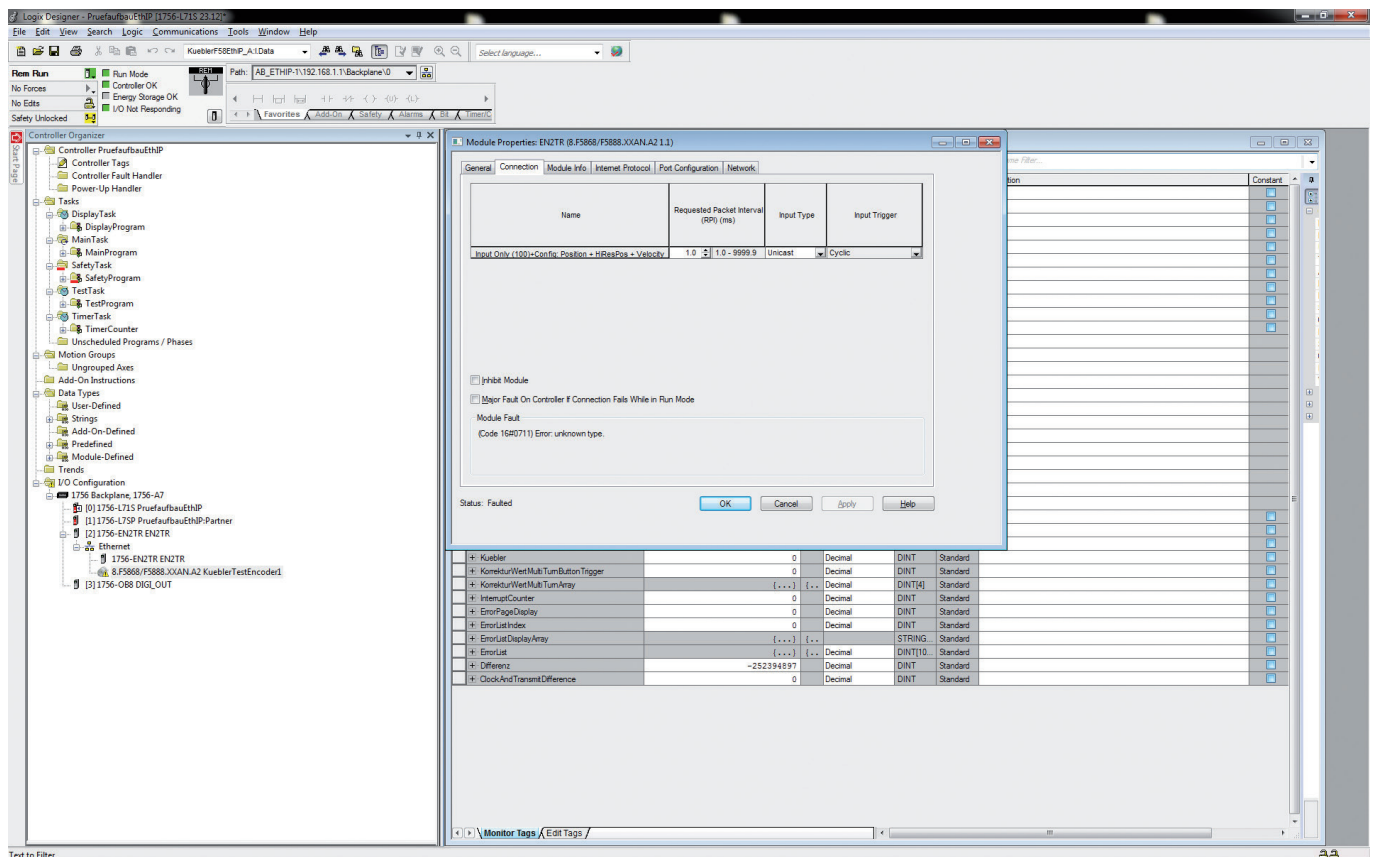 Logix Designer - PruefaufbauEthIP [1756-L71S 23.12]*
File Edit View Search Logic Communications Tools Window Help
KueblerF58EthIP_A:I.Data
Select language...
Rem Run
Run Mode
REM
Path: AB_ETHIP-1\192.168.1.1\Backplane\0
No Forces
Controller OK
No Edits
Energy Storage OK
Safety Unlocked
I/O Not Responding
Favorites Add-On Safety Alarms Bit Timer/C
Start Page
Controller Organizer
Controller PruefaufbauEthIP
Controller Tags
Controller Fault Handler
Power-Up Handler
Tasks
DisplayTask
DisplayProgram
MainTask
MainProgram
SafetyTask
SafetyProgram
TestTask
TestProgram
TimerTask
TimerCounter
Unscheduled Programs / Phases
Motion Groups
Ungrouped Axes
Add-On Instructions
Data Types
User-Defined
Strings
Add-On-Defined
Predefined
Module-Defined
Trends
I/O Configuration
1756 Backplane, 1756-A7
[0] 1756-L71S PruefaufbauEthIP
[1] 1756-L7SP PruefaufbauEthIP:Partner
[2] 1756-EN2TR EN2TR
Ethernet
1756-EN2TR EN2TR
8.F5868/F5888.XXAN.A2 KueblerTestEncoder1
[3] 1756-OB8 DIGI_OUT
Module Properties: EN2TR (8.F5868/F5888.XXAN.A2 1.1)
General Connection Module Info Internet Protocol Port Configuration Network
Name
Requested Packet Interval (RPI) (ms)
Input Type
Input Trigger
Input Only (100)+Config: Position + HiResPos + Velocity 1.0 1.0 - 9999.9 Unicast Cyclic
Inhibit Module
Major Fault On Controller If Connection Fails While in Run Mode
Module Fault
(Code 16#0711) Error: unknown type.
Status: Faulted
OK Cancel Apply Help
Constant
+ Kuebler 0 Decimal DINT Standard
+ KorrekturWertMultiTurnButtonTrigger 0 Decimal DINT Standard
+ KorrekturWertMultiTurnArray {...} {.. Decimal DINT[4] Standard
+ InterruptCounter 0 Decimal DINT Standard
+ ErrorPageDisplay 0 Decimal DINT Standard
+ ErrorListIndex 0 Decimal DINT Standard
+ ErrorListDisplayArray {...} {.. STRING... Standard
+ ErrorList {...} {.. Decimal DINT[10... Standard
+ Differenz -252394897 Decimal DINT Standard
+ ClockAndTransmitDifference 0 Decimal DINT Standard
Monitor Tags Edit Tags
Text to Filter